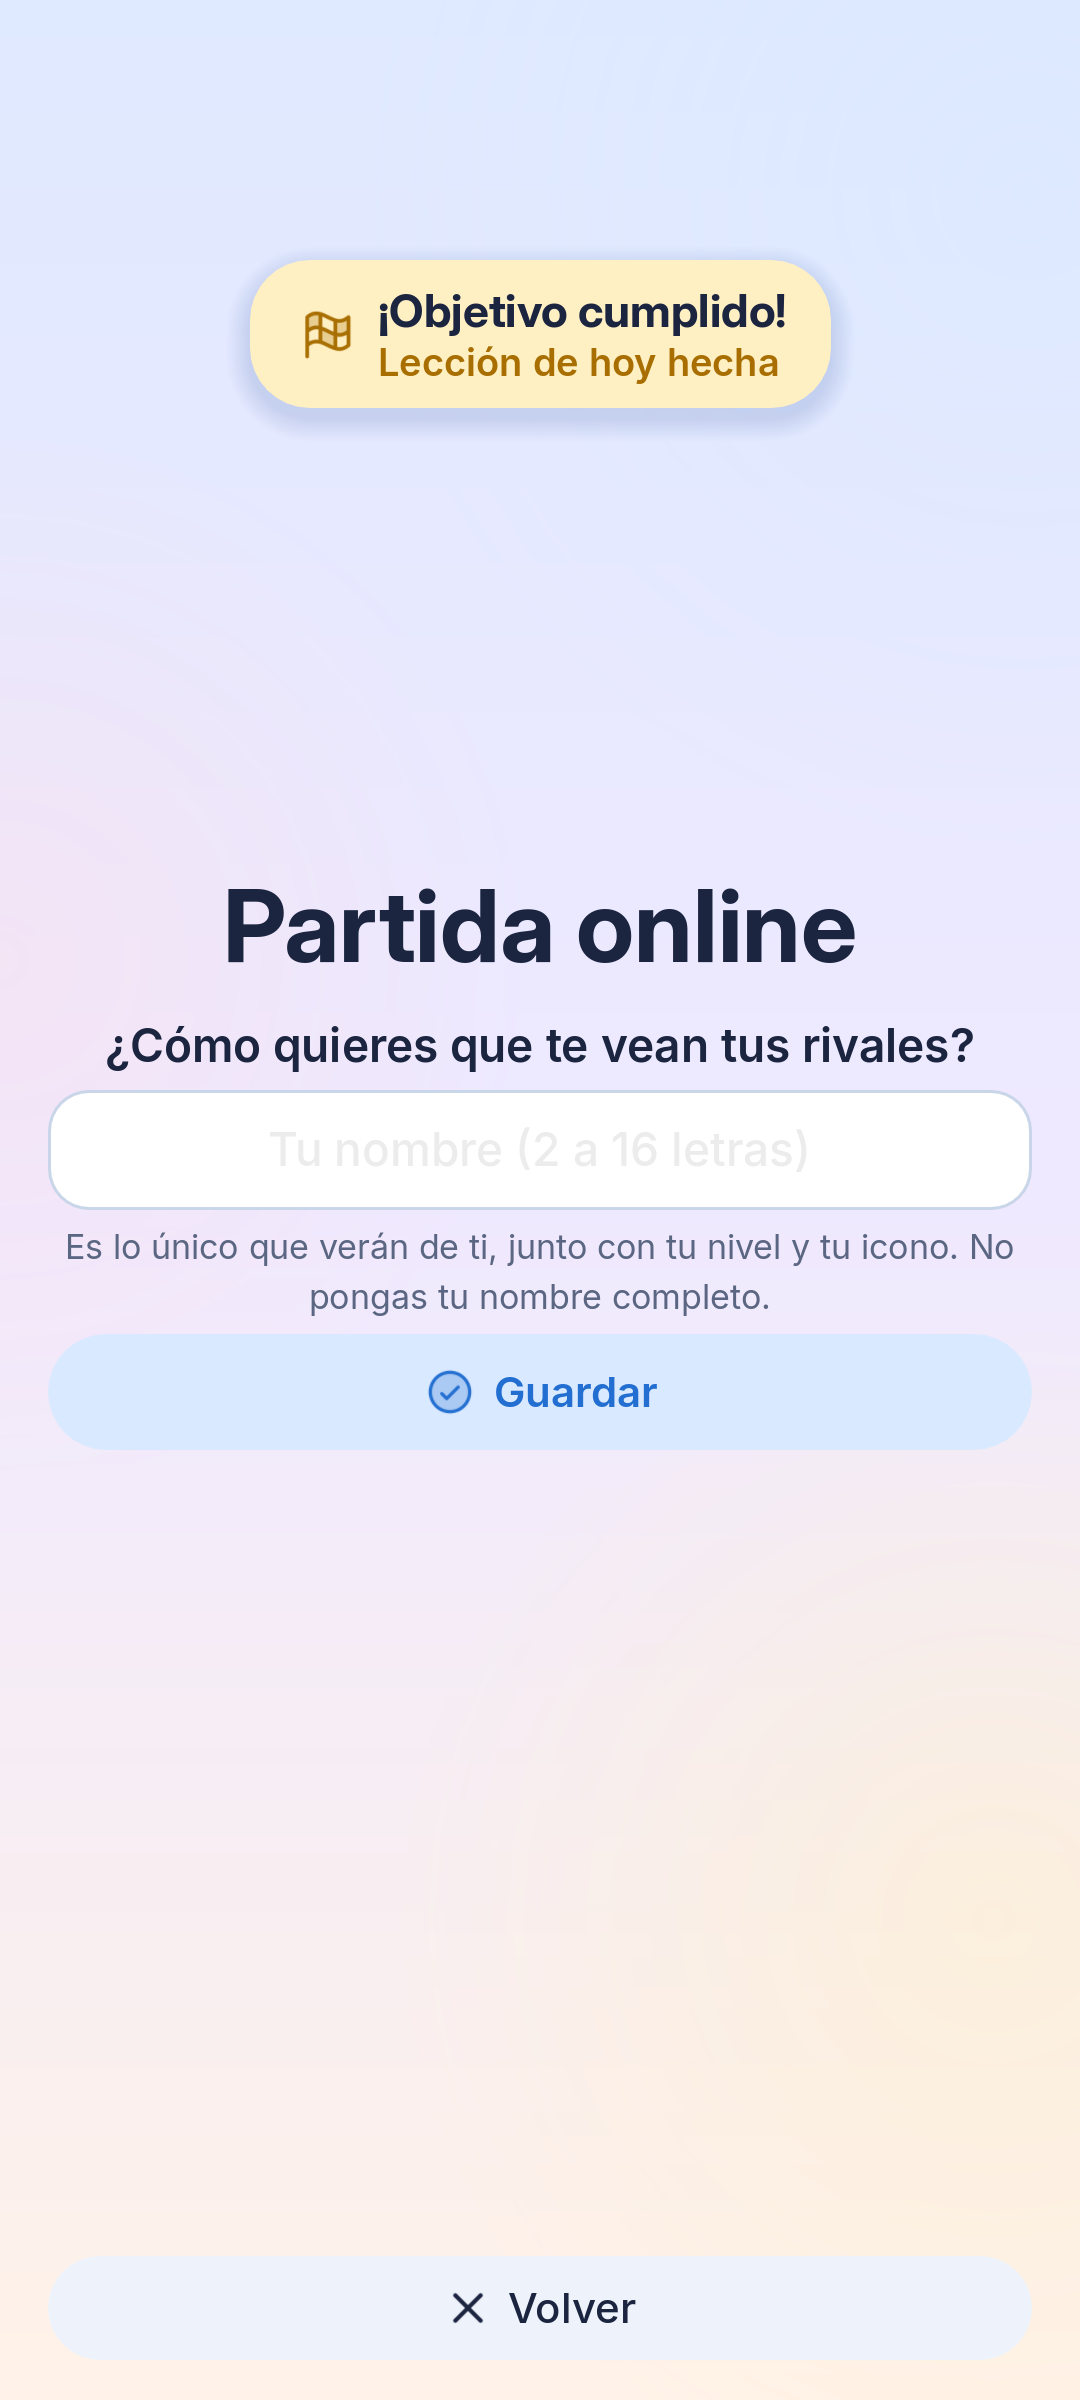 ¡Objetivo cumplido!
Lección de hoy hecha
Partida online
¿Cómo quieres que te vean tus rivales?
Tu nombre (2 a 16 letras)
Es lo único que verán de ti, junto con tu nivel y tu icono. No
pongas tu nombre completo.
Guardar
Volver